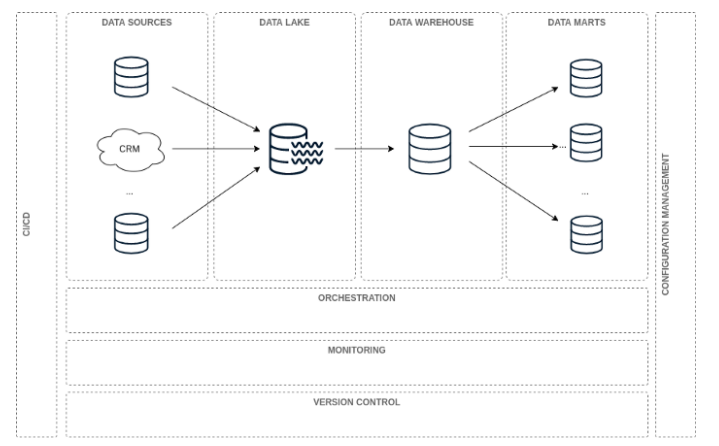 DATA SOURCES
DATA LAKE
DATA WAREHOUSE
DATA MARTS
CRM
...
...
...
CI/CD
CONFIGURATION MANAGEMENT
ORCHESTRATION
MONITORING
VERSION CONTROL